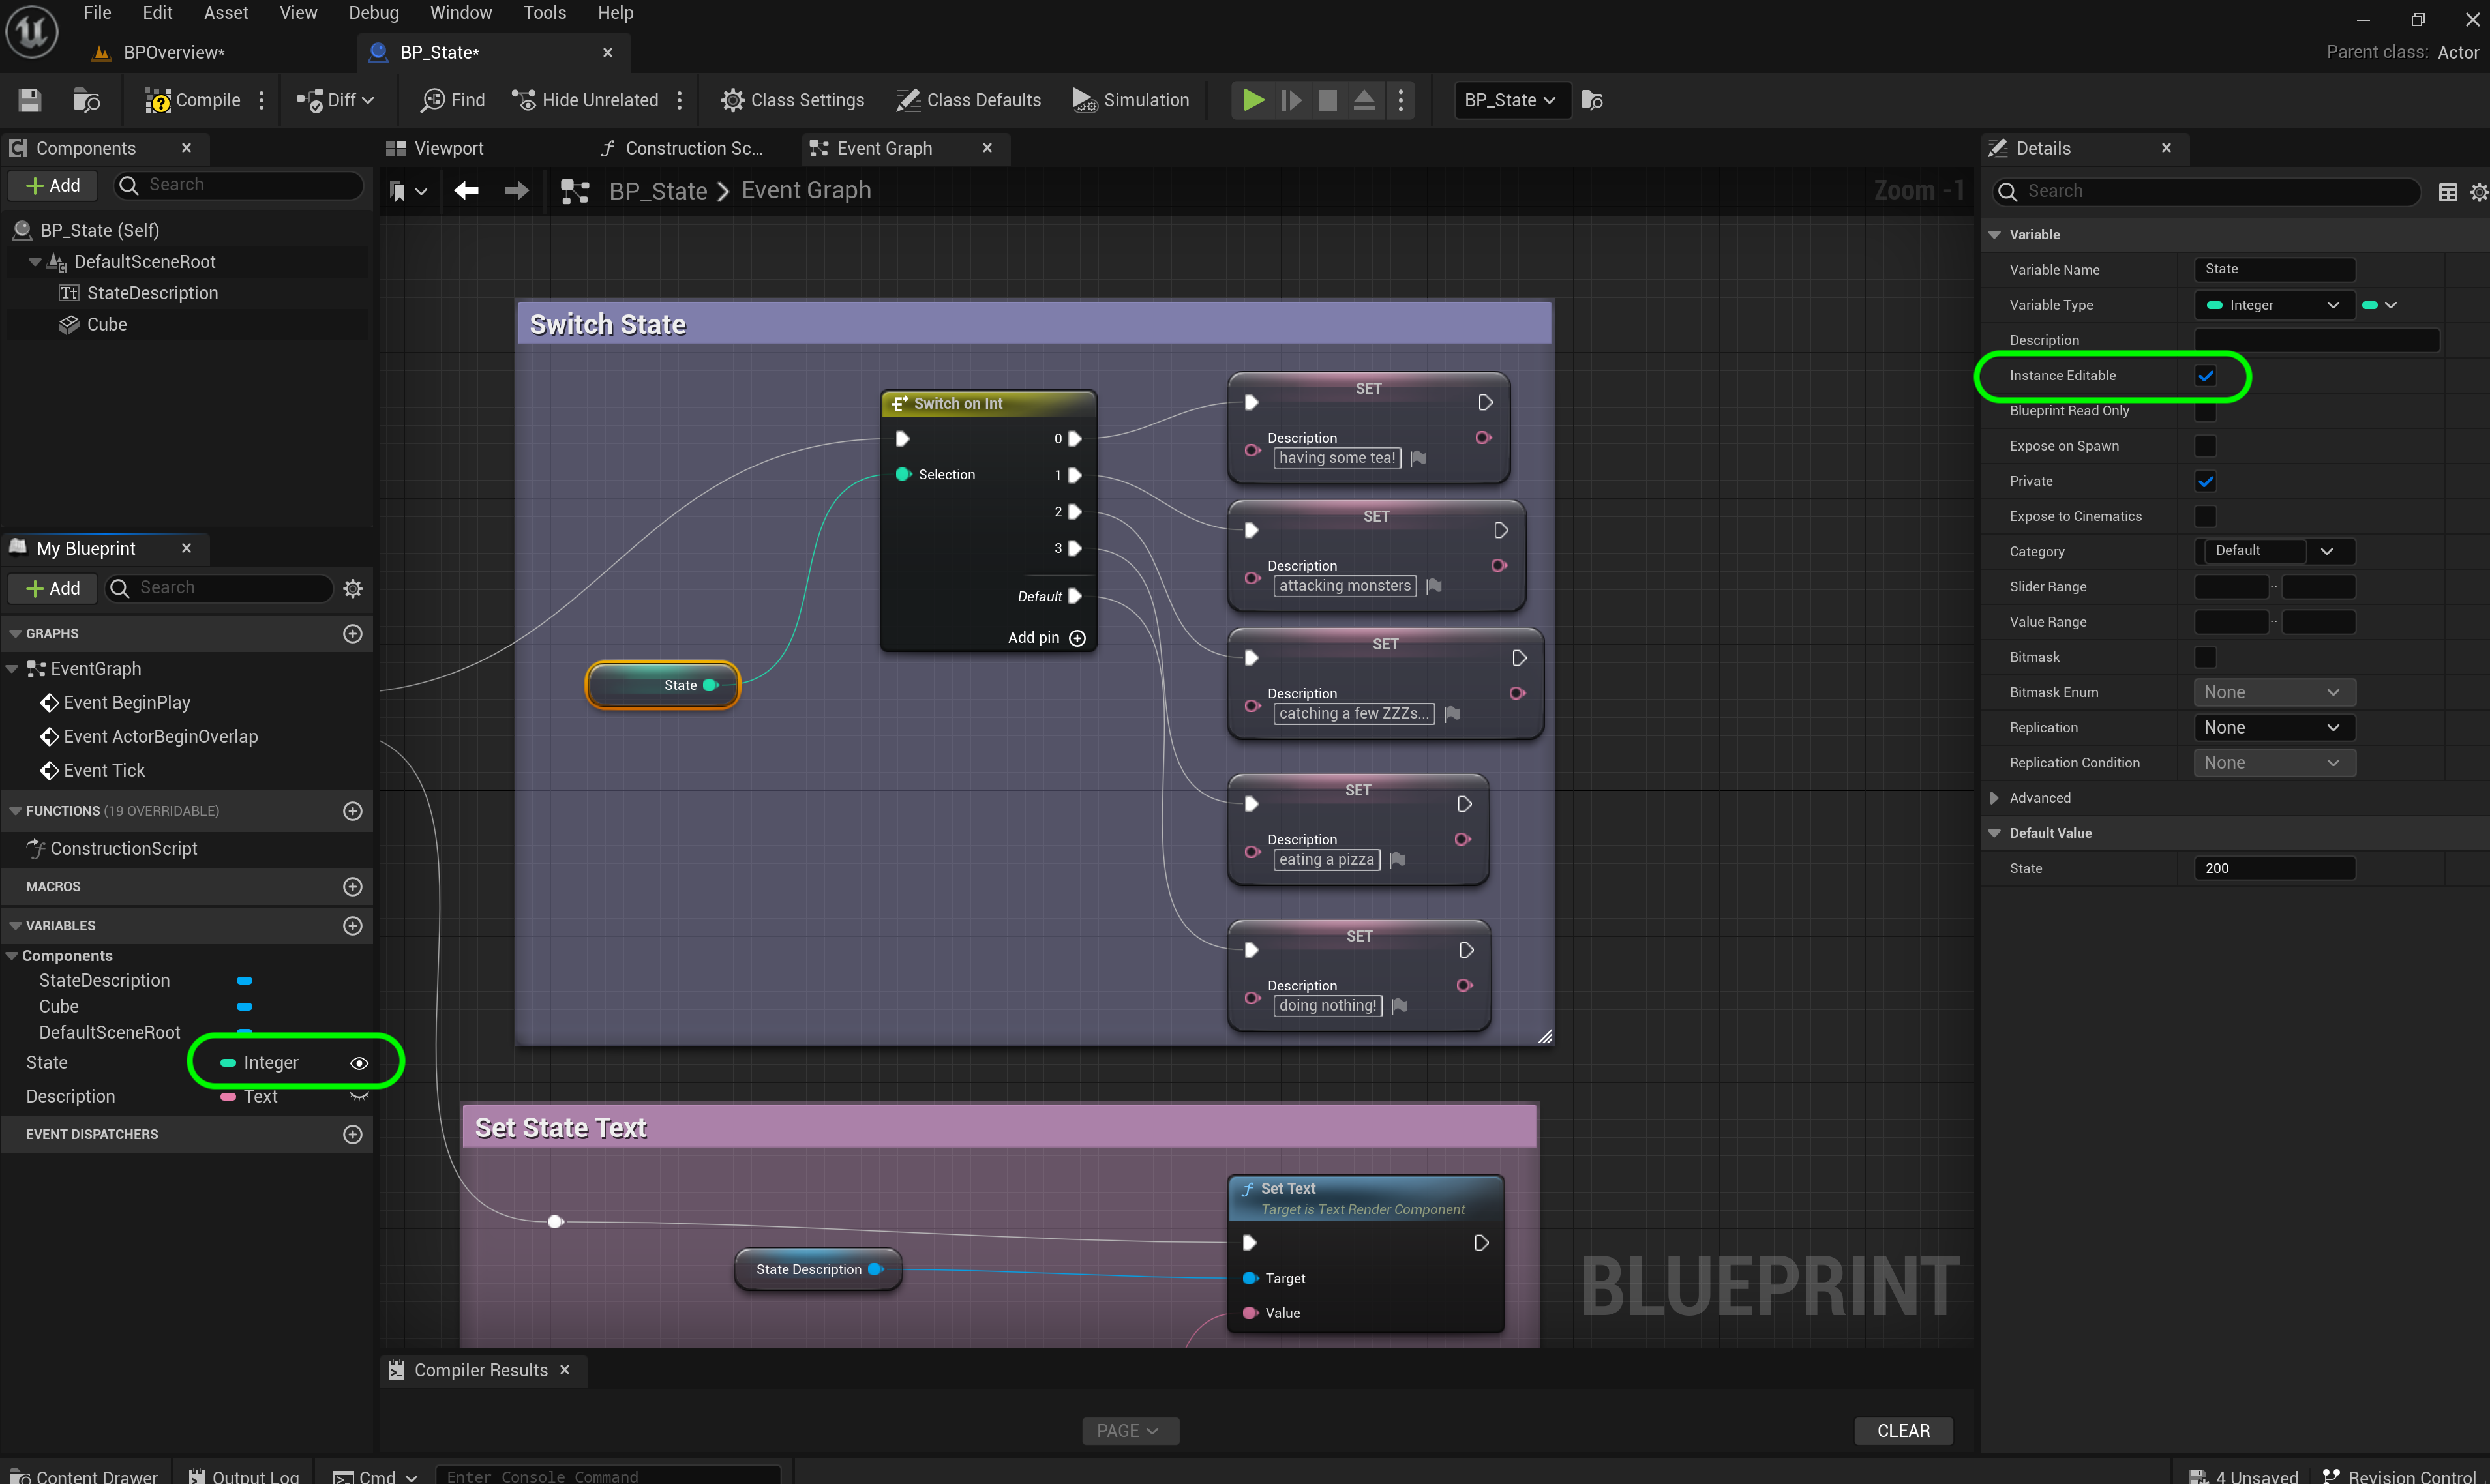 File Edit Asset View Debug Window Tools Help
BPOverview*
BP_State*
Parent class: Actor
Compile
Diff
Find
Hide Unrelated
Class Settings
Class Defaults
Simulation
BP_State
Components
+ Add
Search
BP_State (Self)
DefaultSceneRoot
StateDescription
Cube
My Blueprint
+ Add
Search
GRAPHS
EventGraph
Event BeginPlay
Event ActorBeginOverlap
Event Tick
FUNCTIONS (19 OVERRIDABLE)
ConstructionScript
MACROS
VARIABLES
Components
StateDescription
Cube
DefaultSceneRoot
State Integer
Description Text
EVENT DISPATCHERS
Viewport
Construction Sc...
Event Graph
BP_State > Event Graph
Zoom -1
Switch State
Switch on Int
0
Selection 1
2
3
Default
Add pin
State
SET
Description
having some tea!
SET
Description
attacking monsters
SET
Description
catching a few ZZZs...
SET
Description
eating a pizza
SET
Description
doing nothing!
Set State Text
Set Text
Target is Text Render Component
State Description
Target
Value
BLUEPRINT
Compiler Results
PAGE
CLEAR
Details
Search
Variable
Variable Name State
Variable Type Integer
Description
Instance Editable
Blueprint Read Only
Expose on Spawn
Private
Expose to Cinematics
Category Default
Slider Range ..
Value Range ..
Bitmask
Bitmask Enum None
Replication None
Replication Condition None
Advanced
Default Value
State 200
Content Drawer
Output Log
Cmd
Enter Console Command
4 Unsaved
Revision Control